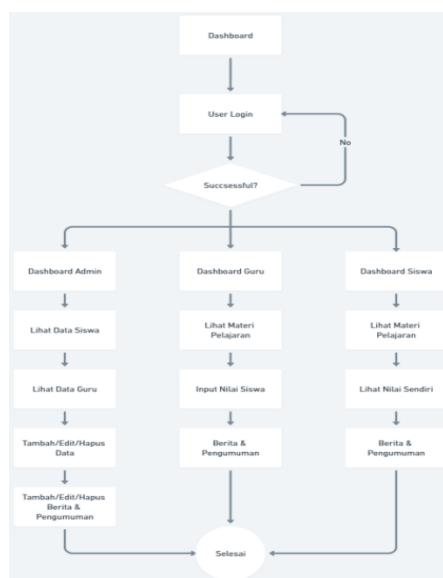 Dashboard
User Login
No
Succsessful?
Dashboard Admin
Dashboard Guru
Dashboard Siswa
Lihat Data Siswa
Lihat Materi
Pelajaran
Lihat Materi
Pelajaran
Lihat Data Guru
Input Nilai Siswa
Lihat Nilai Sendiri
Tambah/Edit/Hapus
Data
Berita &
Pengumuman
Berita &
Pengumuman
Tambah/Edit/Hapus
Berita &
Pengumuman
Selesai